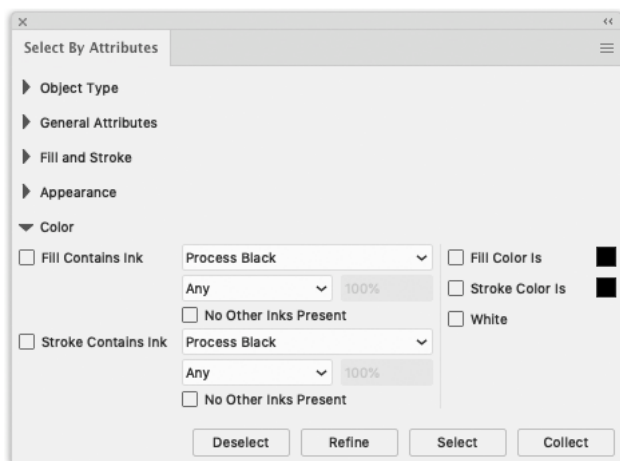 Select By Attributes
Object Type
General Attributes
Fill and Stroke
Appearance
Color
Fill Contains Ink
Process Black
Fill Color Is
Any
100%
Stroke Color Is
No Other Inks Present
White
Stroke Contains Ink
Process Black
Any
100%
No Other Inks Present
Deselect
Refine
Select
Collect